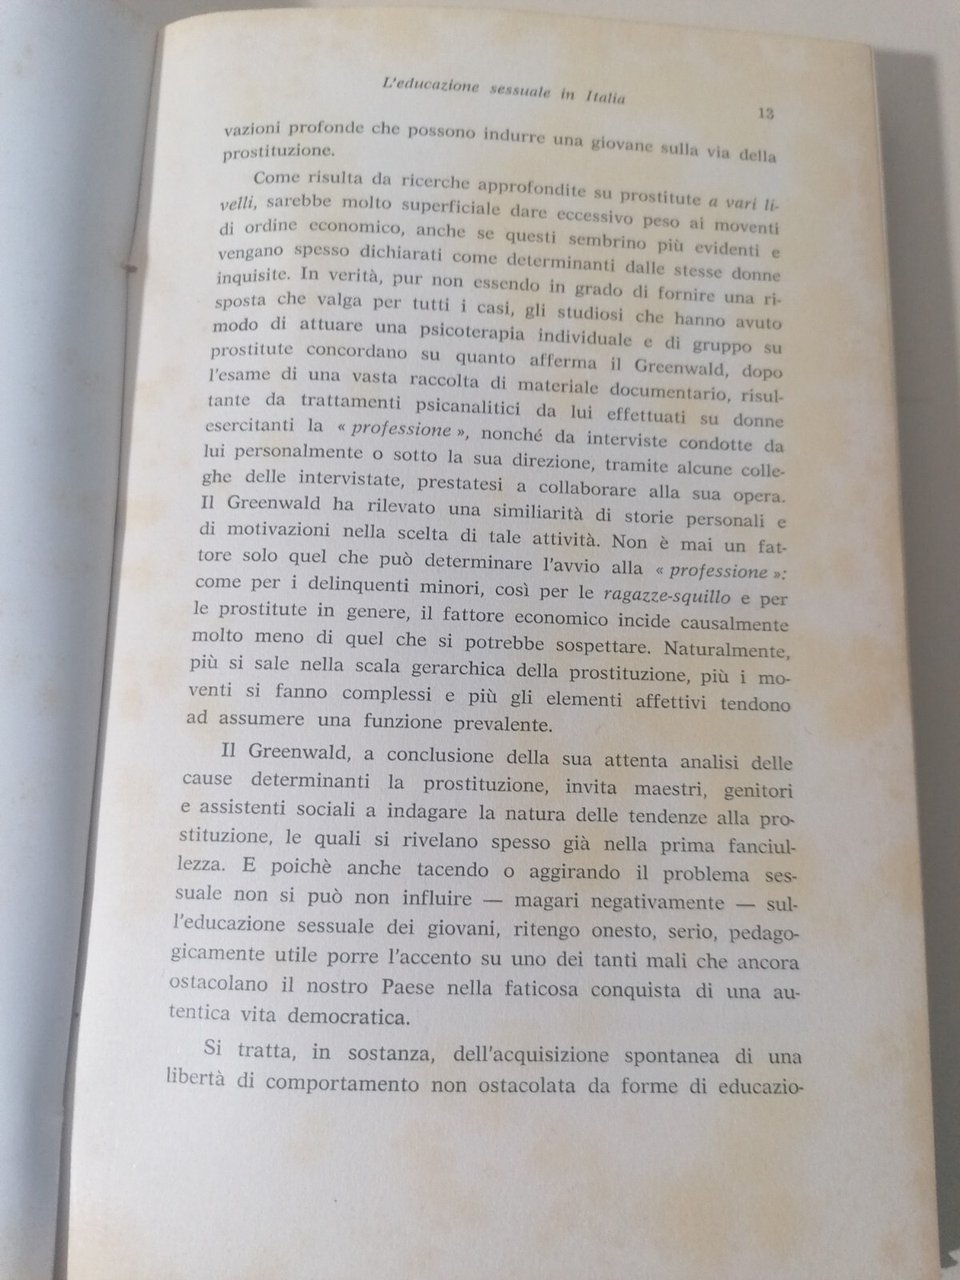 L'educazione sessuale in Italia
13
vazioni profonde che possono indurre una giovane sulla via della
prostituzione.
Come risulta da ricerche approfondite su prostitute a vari li-
velli, sarebbe molto superficiale dare eccessivo peso ai moventi
di ordine economico, anche se questi sembrino più evidenti e
vengano spesso dichiarati come determinanti dalle stesse donne
inquisite. In verità, pur non essendo in grado di fornire una ri-
sposta che valga per tutti i casi, gli studiosi che hanno avuto
modo di attuare una psicoterapia individuale e di gruppo su
prostitute concordano su quanto afferma il Greenwald, dopo
l'esame di una vasta raccolta di materiale documentario, risul-
tante da trattamenti psicanalitici da lui effettuati su donne
esercitanti la « professione », nonché da interviste condotte da
lui personalmente o sotto la sua direzione, tramite alcune colle-
ghe delle intervistate, prestatesi a collaborare alla sua opera.
Il Greenwald ha rilevato una similiarità di storie personali e
di motivazioni nella scelta di tale attività. Non è mai un fat-
tore solo quel che può determinare l'avvio alla « professione »:
come per i delinquenti minori, così per le ragazze-squillo e per
le prostitute in genere, il fattore economico incide causalmente
molto meno di quel che si potrebbe sospettare. Naturalmente,
più si sale nella scala gerarchica della prostituzione, più i mo-
venti si fanno complessi e più gli elementi affettivi tendono
ad assumere una funzione prevalente.
Il Greenwald, a conclusione della sua attenta analisi delle
cause determinanti la prostituzione, invita maestri, genitori
e assistenti sociali a indagare la natura delle tendenze alla pro-
stituzione, le quali si rivelano spesso già nella prima fanciul-
lezza. E poichè anche tacendo o aggirando il problema ses-
suale non si può non influire — magari negativamente — sul-
l'educazione sessuale dei giovani, ritengo onesto, serio, pedago-
gicamente utile porre l'accento su uno dei tanti mali che ancora
ostacolano il nostro Paese nella faticosa conquista di una au-
tentica vita democratica.
Si tratta, in sostanza, dell'acquisizione spontanea di una
libertà di comportamento non ostacolata da forme di educazio-